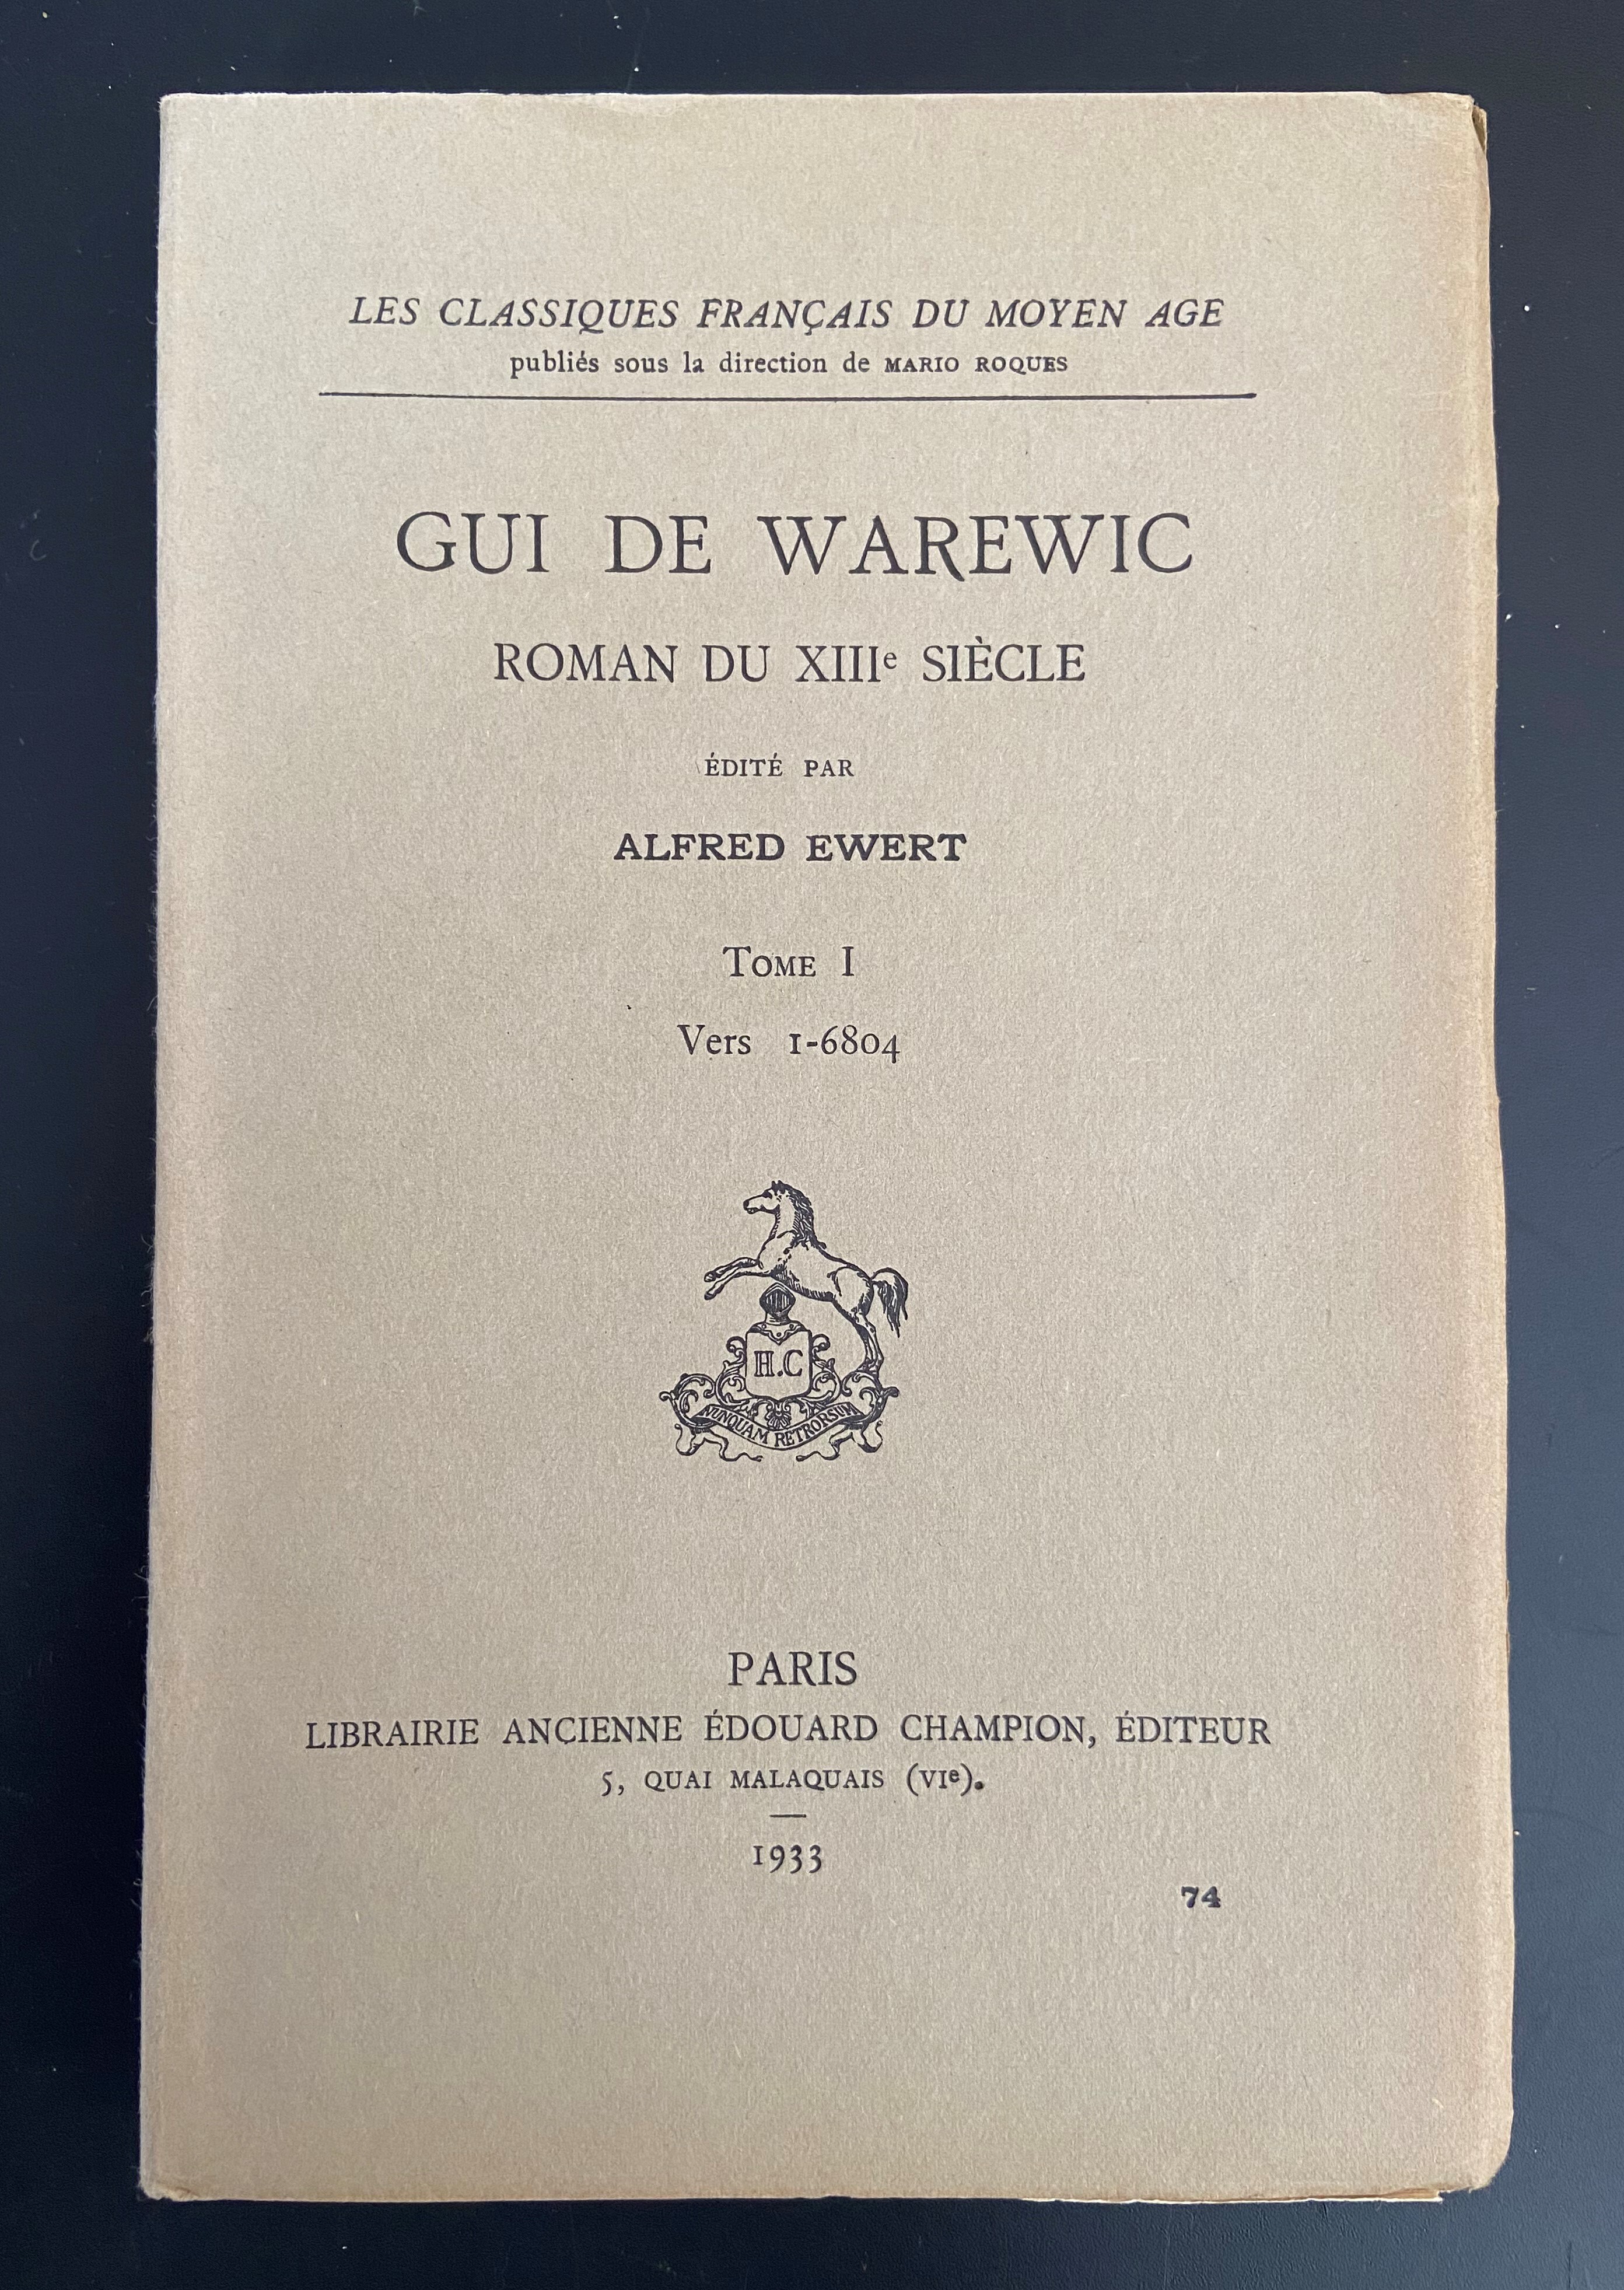 LES CLASSIQUES FRANÇAIS DU MOYEN AGE
publiés sous la direction de MARIO ROQUES
GUI DE WAREWIC
ROMAN DU XIIIe SIÈCLE
ÉDITÉ PAR
ALFRED EWERT
TOME I
Vers 1-6804
H.C
NUNQUAM RETRORSUM
PARIS
LIBRAIRIE ANCIENNE ÉDOUARD CHAMPION, ÉDITEUR
5, QUAI MALAQUAIS (VIe).
1933
74